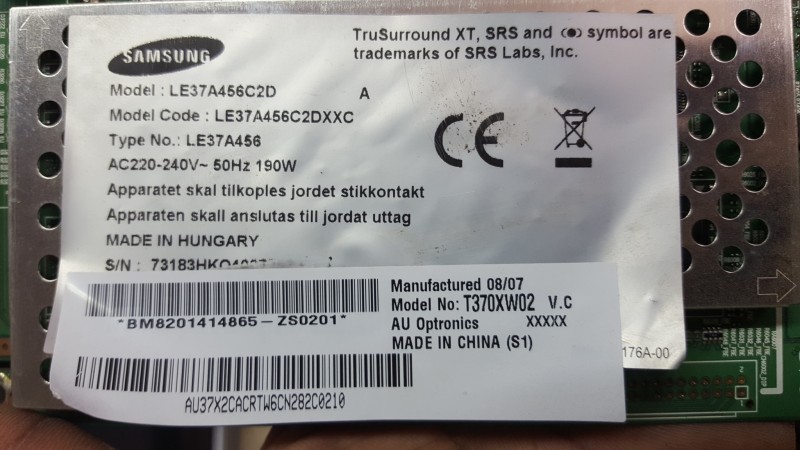 SAMSUNG
TruSurround XT, SRS and (●) symbol are
trademarks of SRS Labs, Inc.
Model : LE37A456C2D A
Model Code : LE37A456C2DXXC
Type No.: LE37A456
AC220-240V~ 50Hz 190W
Apparatet skal tilkoples jordet stikkontakt
Apparaten skall anslutas till jordat uttag
MADE IN HUNGARY
S/N : 
Manufactured 08/07
Model No: T370XW02 V.C
AU Optronics XXXXX
MADE IN CHINA (S1)
*BM8201414865-ZS0201*
176A-00
AU37X2CACRTW6CN282C0210